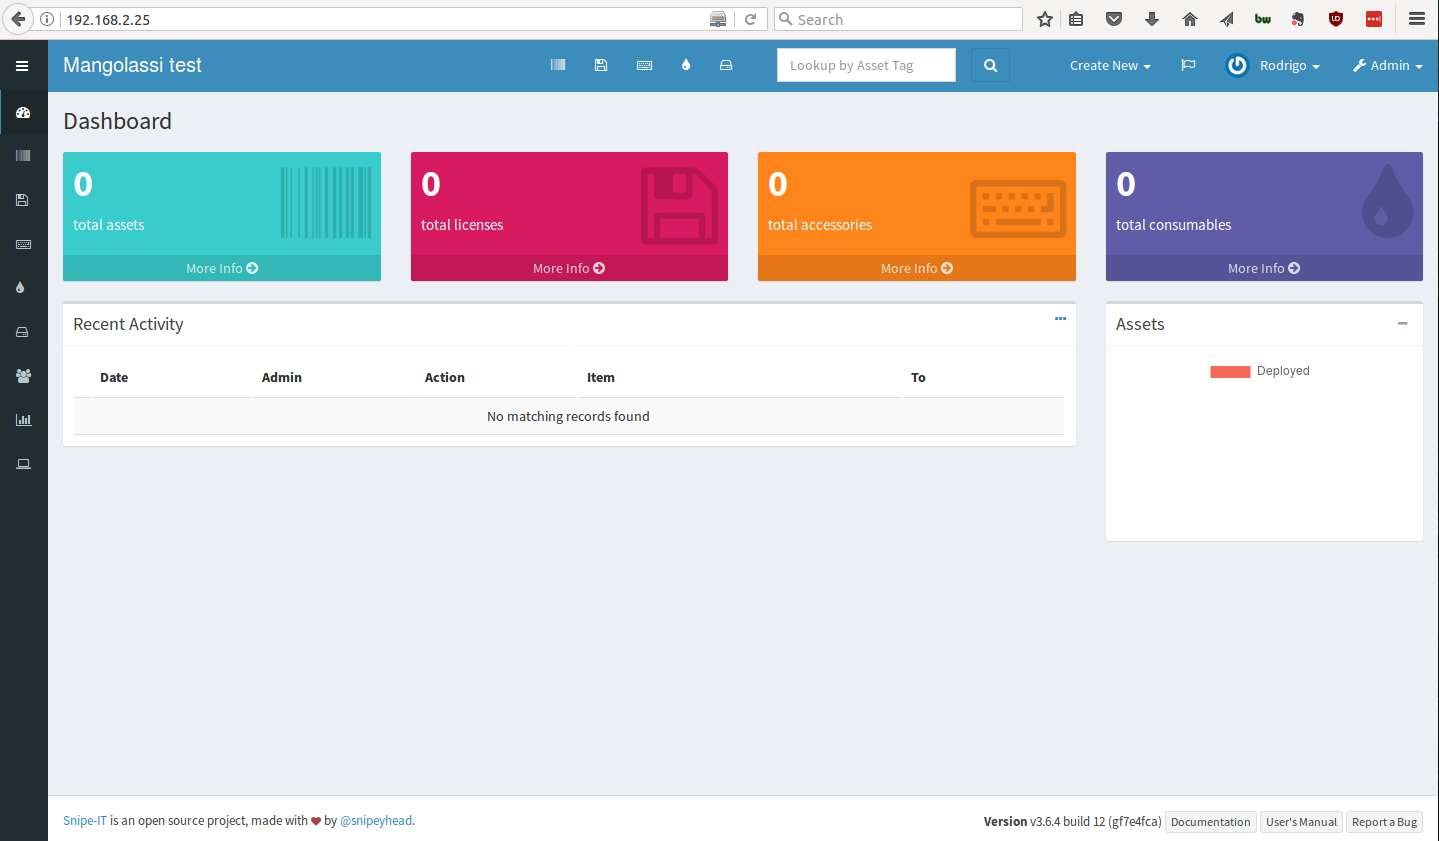 192.168.2.25
Search
Mangolassi test
Lookup by Asset Tag
Create New
Rodrigo
Admin
Dashboard
0
total assets
More Info
0
total licenses
More Info
0
total accessories
More Info
0
total consumables
More Info
Recent Activity
Date Admin Action Item To
No matching records found
Assets
Deployed
Snipe-IT is an open source project, made with by @snipeyhead.
Version v3.6.4 build 12 (gf7e4fca)
Documentation
User's Manual
Report a Bug